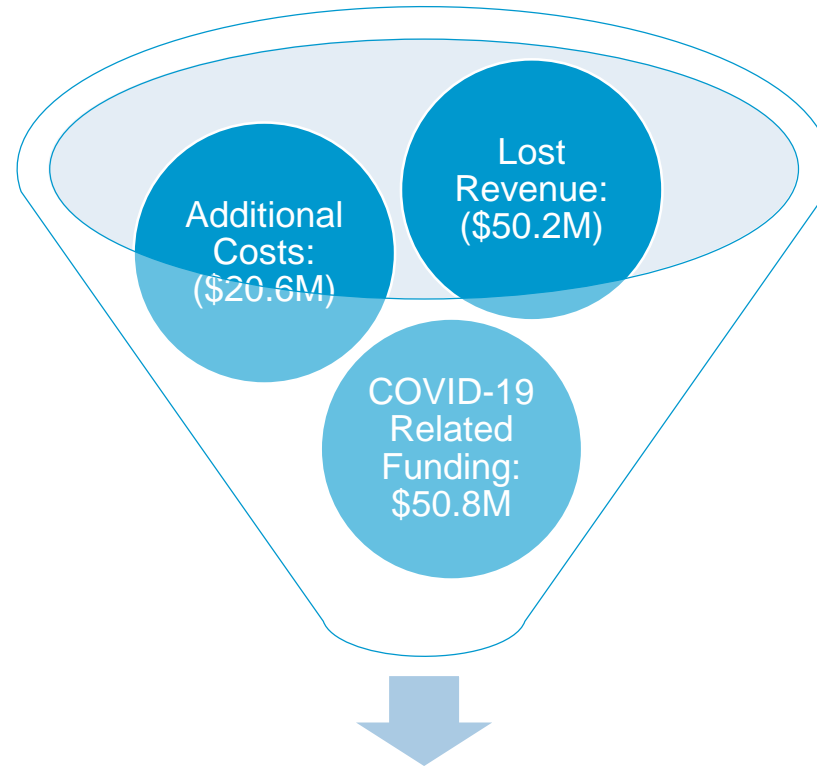 Lost
Revenue:
($50.2M)
Additional
Costs:
($20.6M)
COVID-19
Related
Funding:
$50.8M